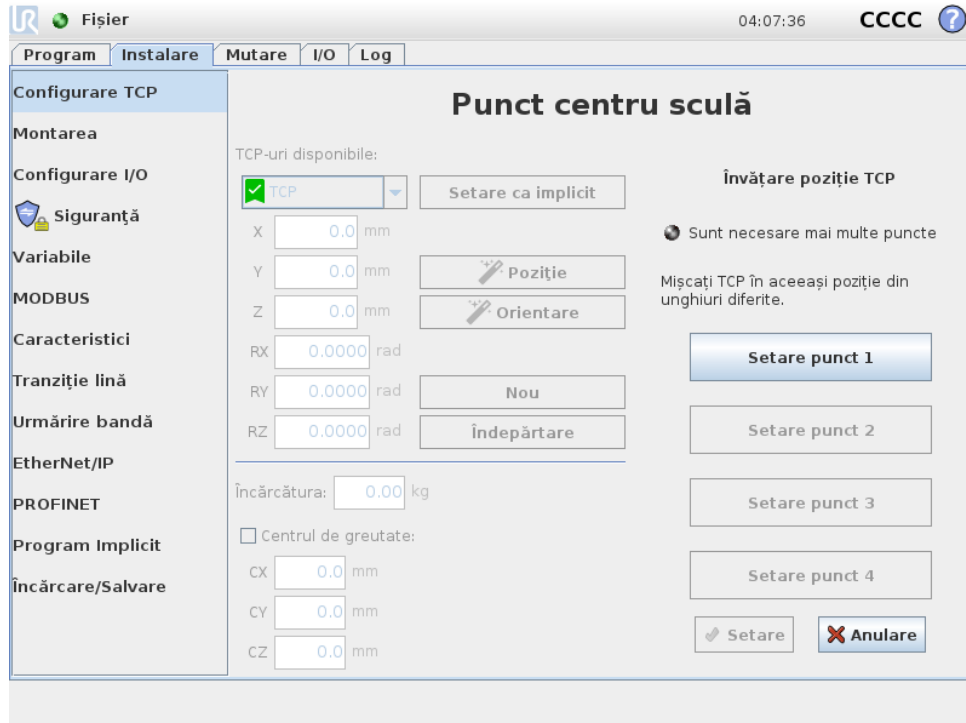 UR Fișier 04:07:36 CCCC ?
Program Instalare Mutare I/O Log
Configurare TCP
Montarea
Configurare I/O
Siguranţă
Variabile
MODBUS
Caracteristici
Tranziție lină
Urmărire bandă
EtherNet/IP
PROFINET
Program Implicit
Încărcare/Salvare
Punct centru sculă
TCP-uri disponibile:
TCP Setare ca implicit
X 0.0 mm
Y 0.0 mm Poziţie
Z 0.0 mm Orientare
RX 0.0000 rad
RY 0.0000 rad Nou
RZ 0.0000 rad Îndepărtare
Încărcătura: 0.00 kg
Centrul de greutate:
CX 0.0 mm
CY 0.0 mm
CZ 0.0 mm
Învățare poziție TCP
Sunt necesare mai multe puncte
Mișcați TCP în aceeași poziție din
unghiuri diferite.
Setare punct 1
Setare punct 2
Setare punct 3
Setare punct 4
Setare Anulare